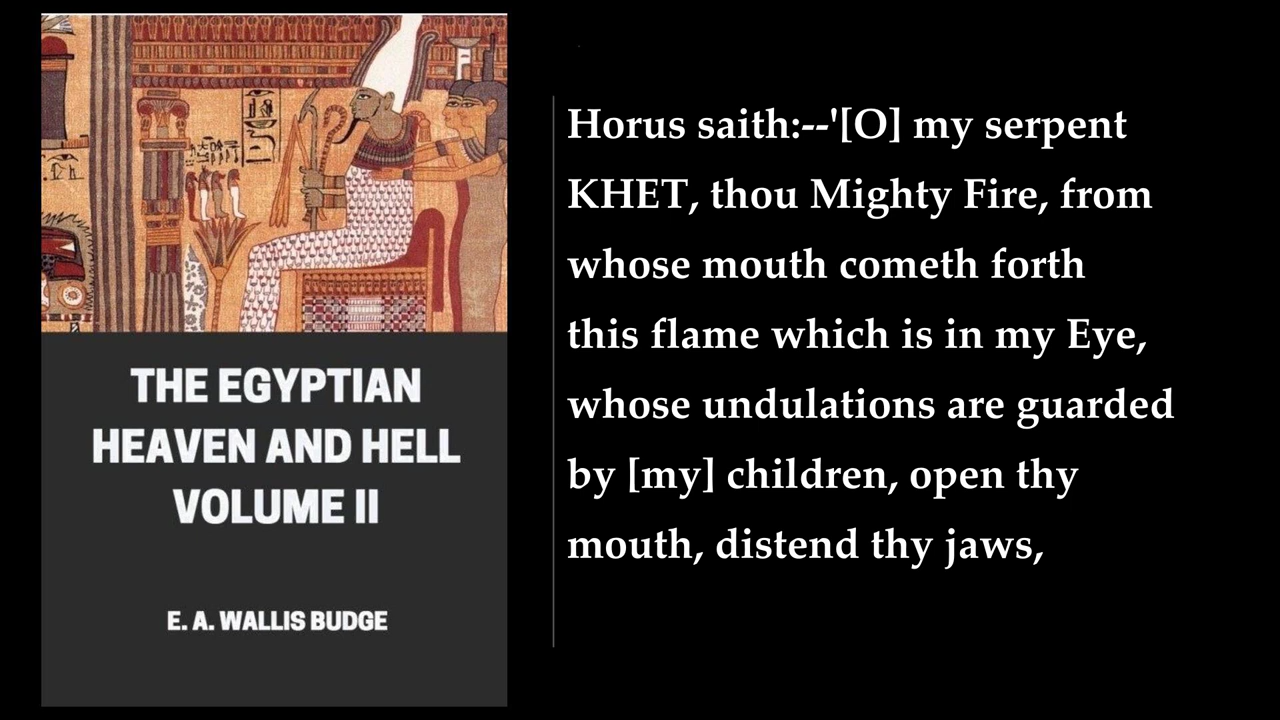 THE EGYPTIAN
HEAVEN AND HELL
VOLUME II
E. A. WALLIS BUDGE
Horus saith:--'[O] my serpent
KHET, thou Mighty Fire, from
whose mouth cometh forth
this flame which is in my Eye,
whose undulations are guarded
by [my] children, open thy
mouth, distend thy jaws,